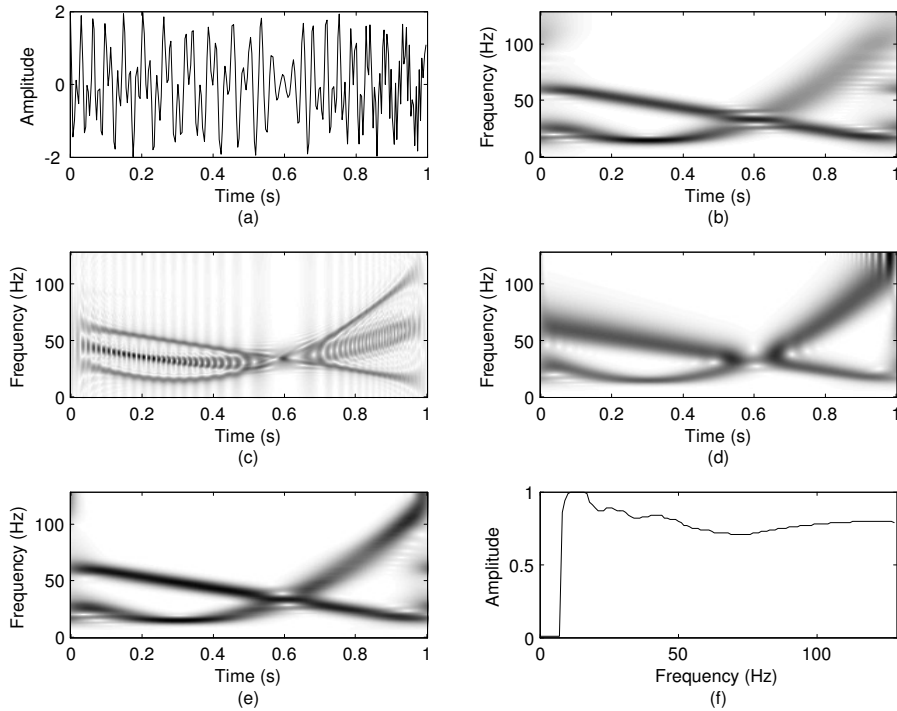 2
0
-2
Amplitude
0 0.2 0.4 0.6 0.8 1
Time (s)
(a)
100
50
0
Frequency (Hz)
0 0.2 0.4 0.6 0.8 1
Time (s)
(b)
100
50
0
Frequency (Hz)
0 0.2 0.4 0.6 0.8 1
Time (s)
(c)
100
50
0
Frequency (Hz)
0 0.2 0.4 0.6 0.8 1
Time (s)
(d)
100
50
0
Frequency (Hz)
0 0.2 0.4 0.6 0.8 1
Time (s)
(e)
1
0.5
0
Amplitude
0 50 100
Frequency (Hz)
(f)